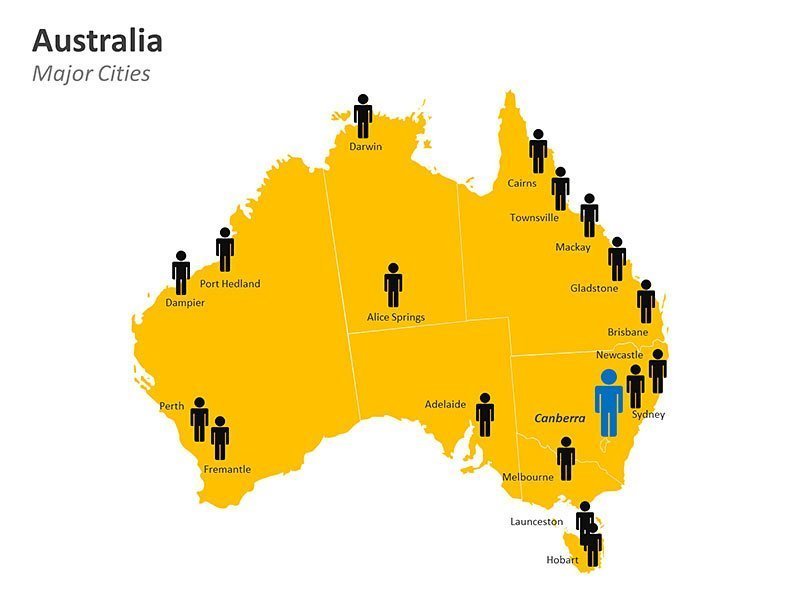 Australia
Major Cities
Darwin
Cairns
Townsville
Mackay
Port Hedland
Gladstone
Dampier
Alice Springs
Brisbane
Newcastle
Perth
Adelaide
Sydney
Canberra
Fremantle
Melbourne
Launceston
Hobart